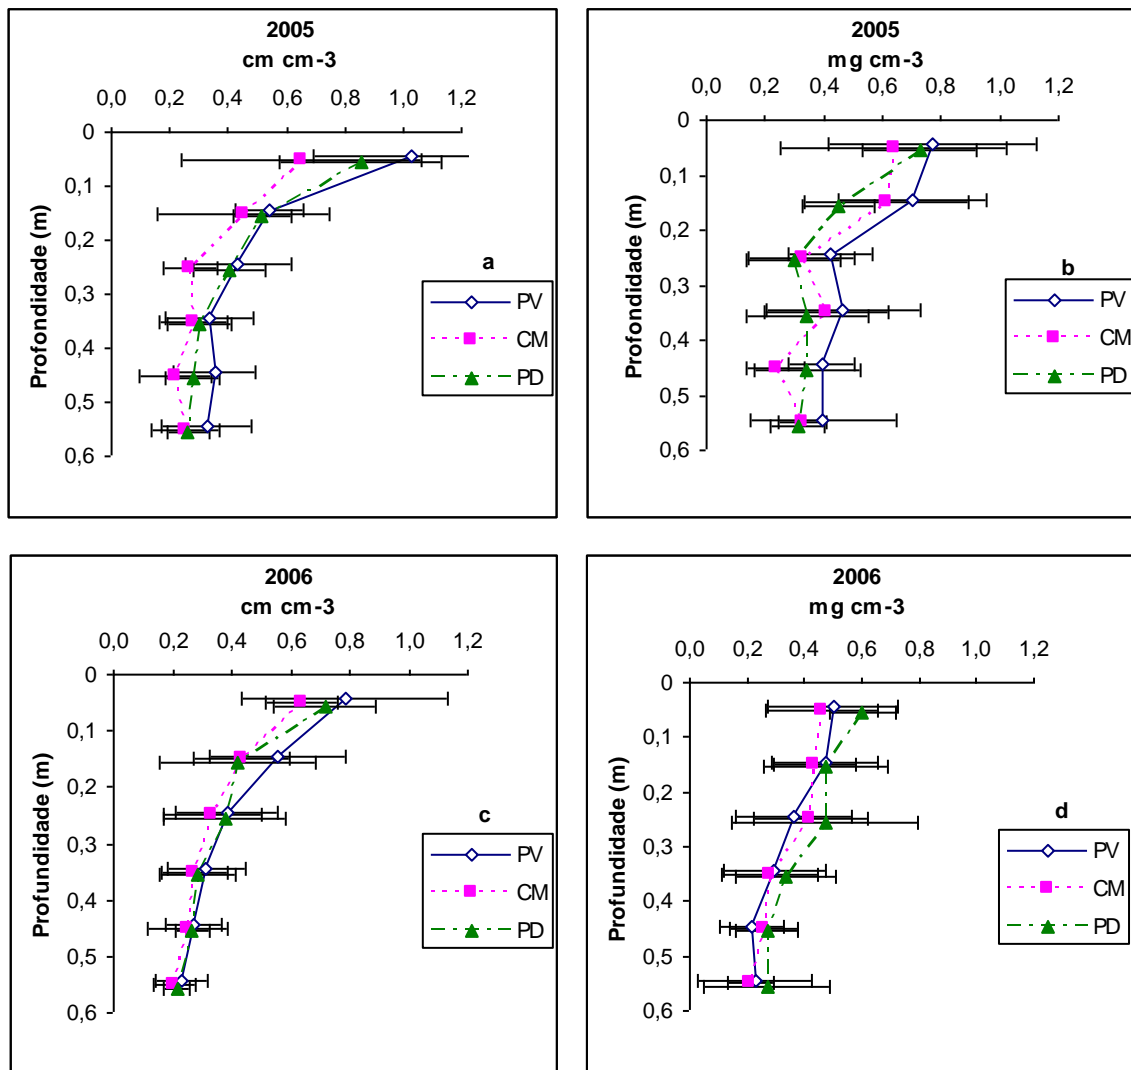 2005
cm cm-3
0,0 0,2 0,4 0,6 0,8 1,0 1,2
0
0,1
0,2
0,3
0,4
0,5
0,6
Profondidade (m)
a
PV
CM
PD
2005
mg cm-3
0,0 0,2 0,4 0,6 0,8 1,0 1,2
0
0,1
0,2
0,3
0,4
0,5
0,6
Profundidade (m)
b
PV
CM
PD
2006
cm cm-3
0,0 0,2 0,4 0,6 0,8 1,0 1,2
0
0,1
0,2
0,3
0,4
0,5
0,6
Profundidade (m)
c
PV
CM
PD
2006
mg cm-3
0,0 0,2 0,4 0,6 0,8 1,0 1,2
0
0,1
0,2
0,3
0,4
0,5
0,6
Profundidade (m)
d
PV
CM
PD